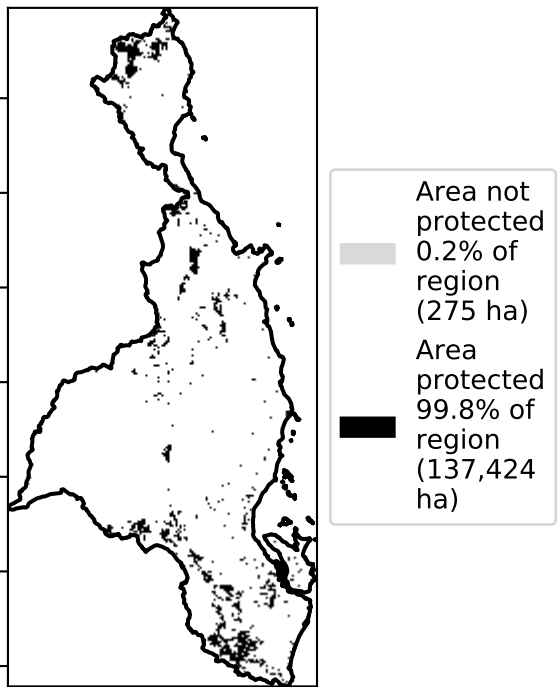 Area not
protected
0.2% of
region
(275 ha)
Area
protected
99.8% of
region
(137,424
ha)